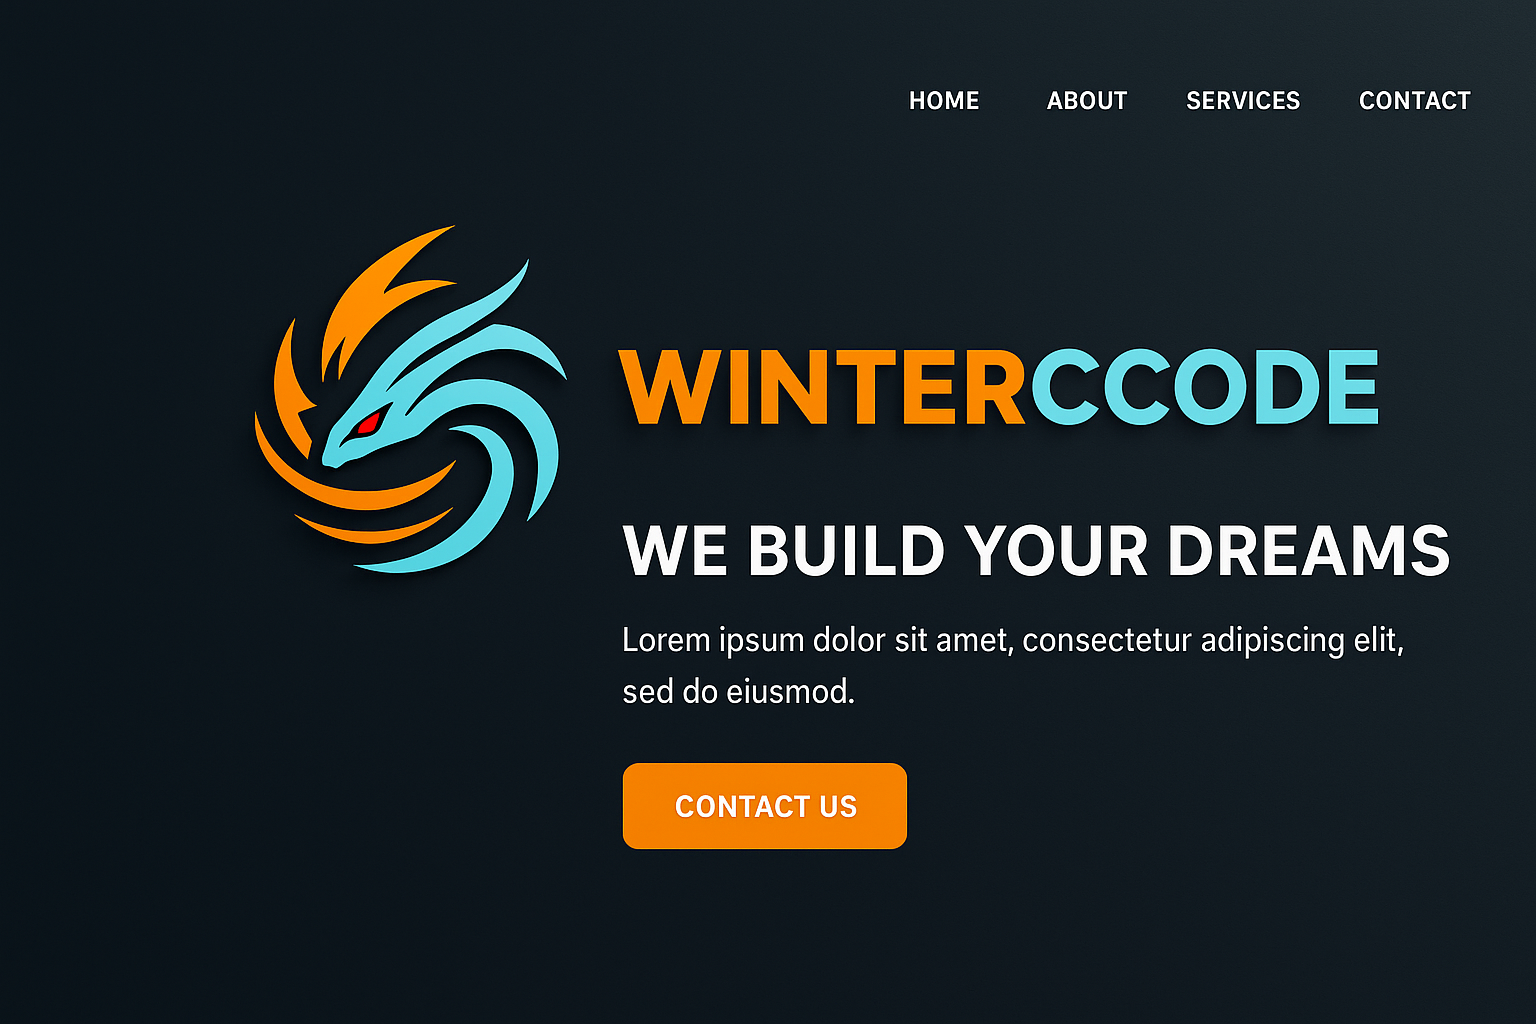 HOME ABOUT SERVICES CONTACT
WINTERCCODE
WE BUILD YOUR DREAMS
Lorem ipsum dolor sit amet, consectetur adipiscing elit,
sed do eiusmod.
CONTACT US